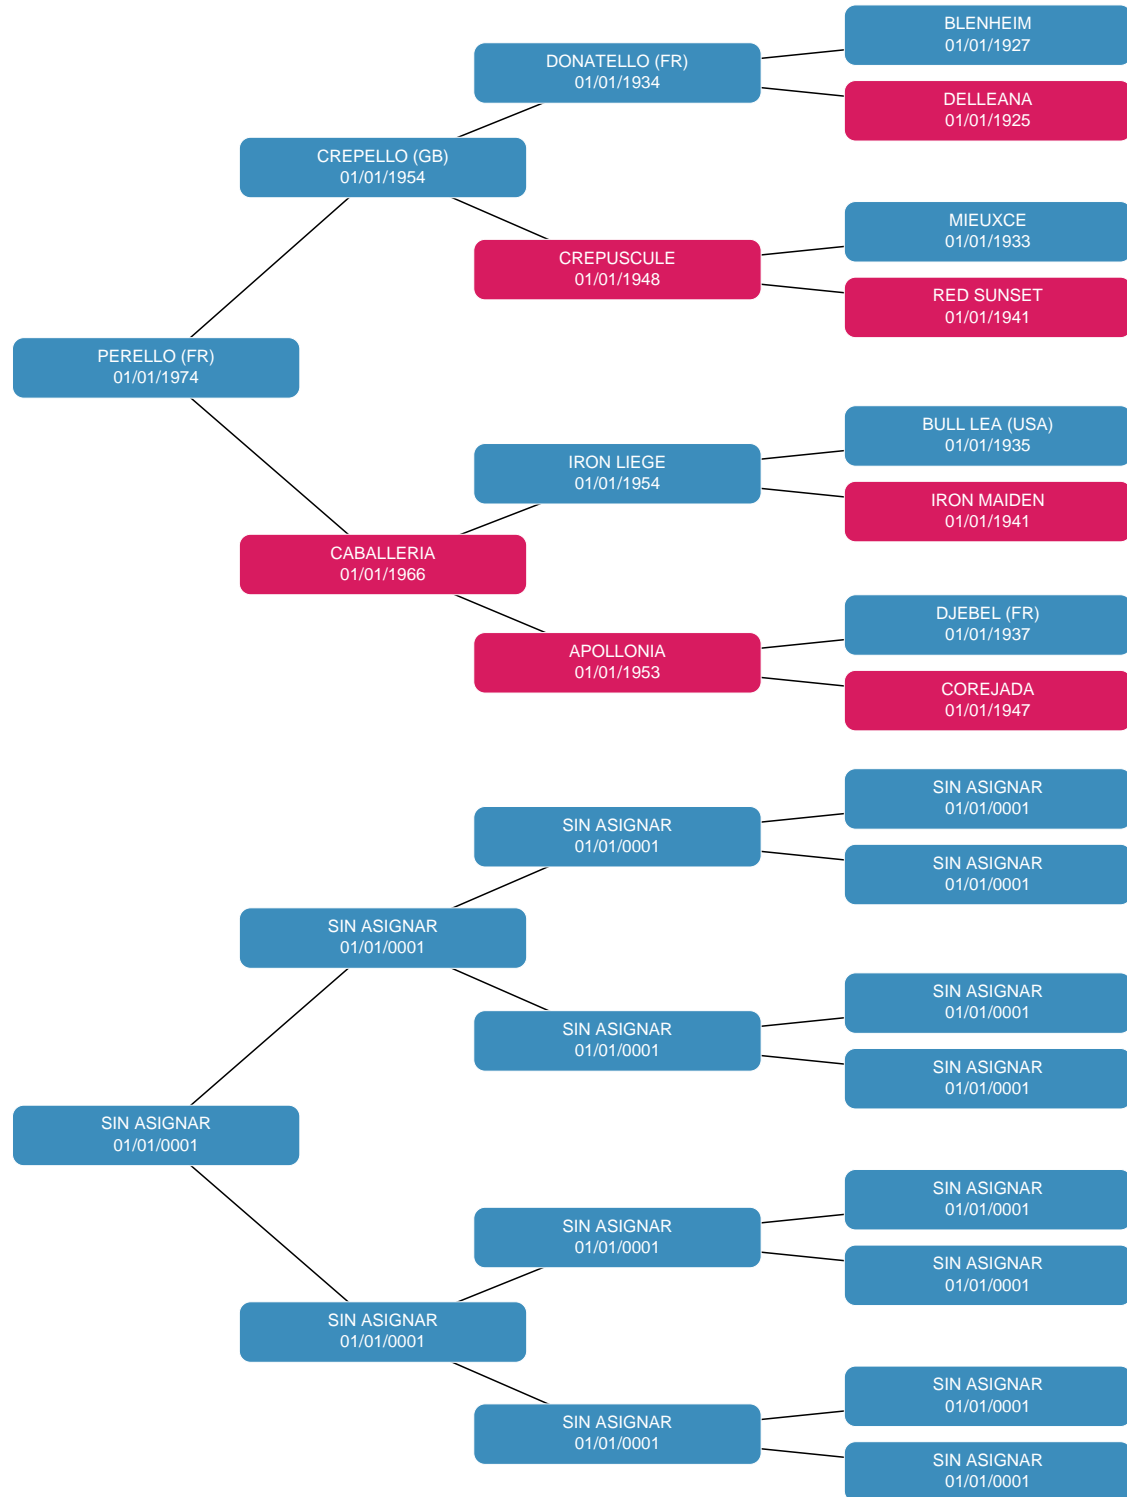 BLENHEIM
01/01/1927
DONATELLO (FR)
01/01/1934
DELLEANA
01/01/1925
CREPELLO (GB)
01/01/1954
MIEUXCE
01/01/1933
CREPUSCULE
01/01/1948
RED SUNSET
01/01/1941
PERELLO (FR)
01/01/1974
BULL LEA (USA)
01/01/1935
IRON LIEGE
01/01/1954
IRON MAIDEN
01/01/1941
CABALLERIA
01/01/1966
DJEBEL (FR)
01/01/1937
APOLLONIA
01/01/1953
COREJADA
01/01/1947
SIN ASIGNAR
01/01/0001
SIN ASIGNAR
01/01/0001
SIN ASIGNAR
01/01/0001
SIN ASIGNAR
01/01/0001
SIN ASIGNAR
01/01/0001
SIN ASIGNAR
01/01/0001
SIN ASIGNAR
01/01/0001
SIN ASIGNAR
01/01/0001
SIN ASIGNAR
01/01/0001
SIN ASIGNAR
01/01/0001
SIN ASIGNAR
01/01/0001
SIN ASIGNAR
01/01/0001
SIN ASIGNAR
01/01/0001
SIN ASIGNAR
01/01/0001
SIN ASIGNAR
01/01/0001